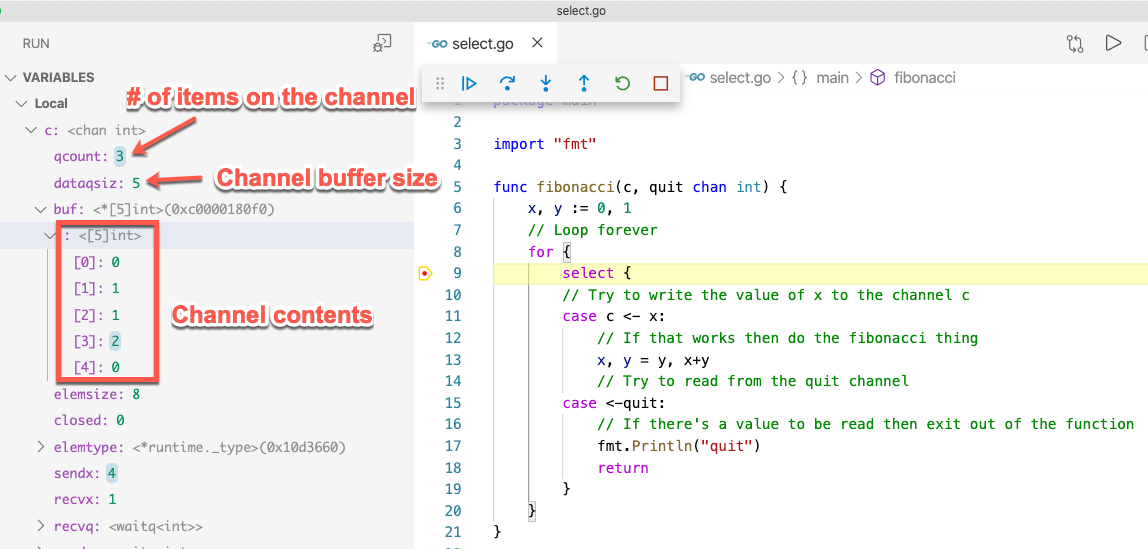 select.go
RUN
VARIABLES
Local
# of items on the channel
c: <chan int>
qcount: 3
dataqsiz: 5
Channel buffer size
buf: <*[5]int>(0xc0000180f0)
: <[5]int>
[0]: 0
[1]: 1
[2]: 1
[3]: 2
[4]: 0
Channel contents
elemsize: 8
closed: 0
elemtype: <*runtime._type>(0x10d3660)
sendx: 4
recvx: 1
recvq: <waitq<int>>
GO select.go
GO select.go > {} main > fibonacci
1 package main
2
3 import "fmt"
4
5 func fibonacci(c, quit chan int) {
6 x, y := 0, 1
7 // Loop forever
8 for {
9 select {
10 // Try to write the value of x to the channel c
11 case c <- x:
12 // If that works then do the fibonacci thing
13 x, y = y, x+y
14 // Try to read from the quit channel
15 case <-quit:
16 // If there's a value to be read then exit out of the function
17 fmt.Println("quit")
18 return
19 }
20 }
21 }